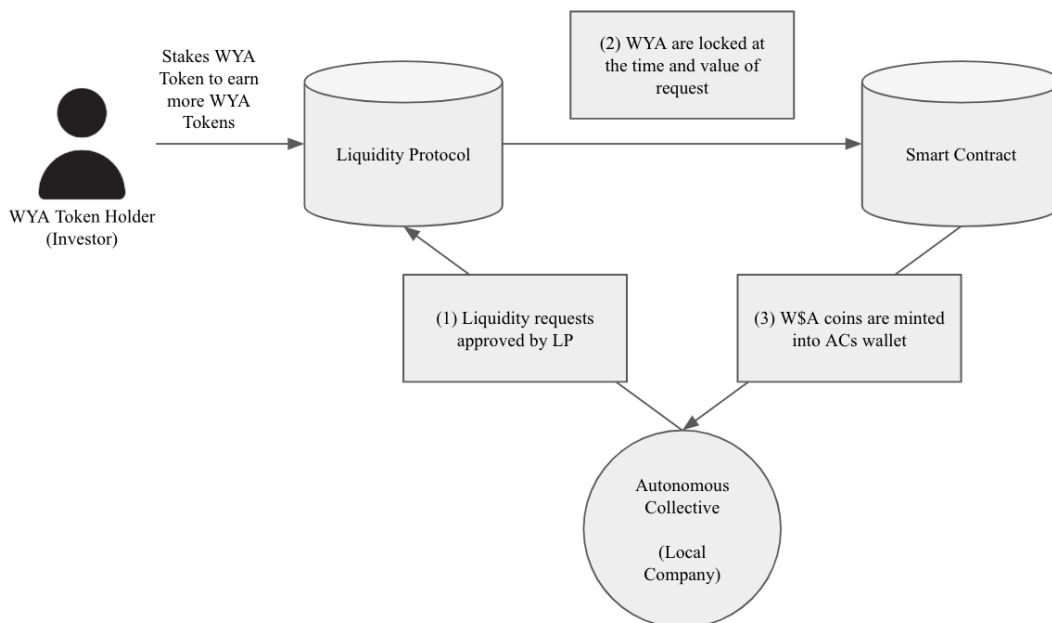 Stakes WYA
Token to earn
more WYA
Tokens
(2) WYA are locked at
the time and value of
request
Liquidity Protocol
Smart Contract
WYA Token Holder
(Investor)
(1) Liquidity requests
approved by LP
(3) W$A coins are minted
into ACs wallet
Autonomous
Collective
(Local
Company)